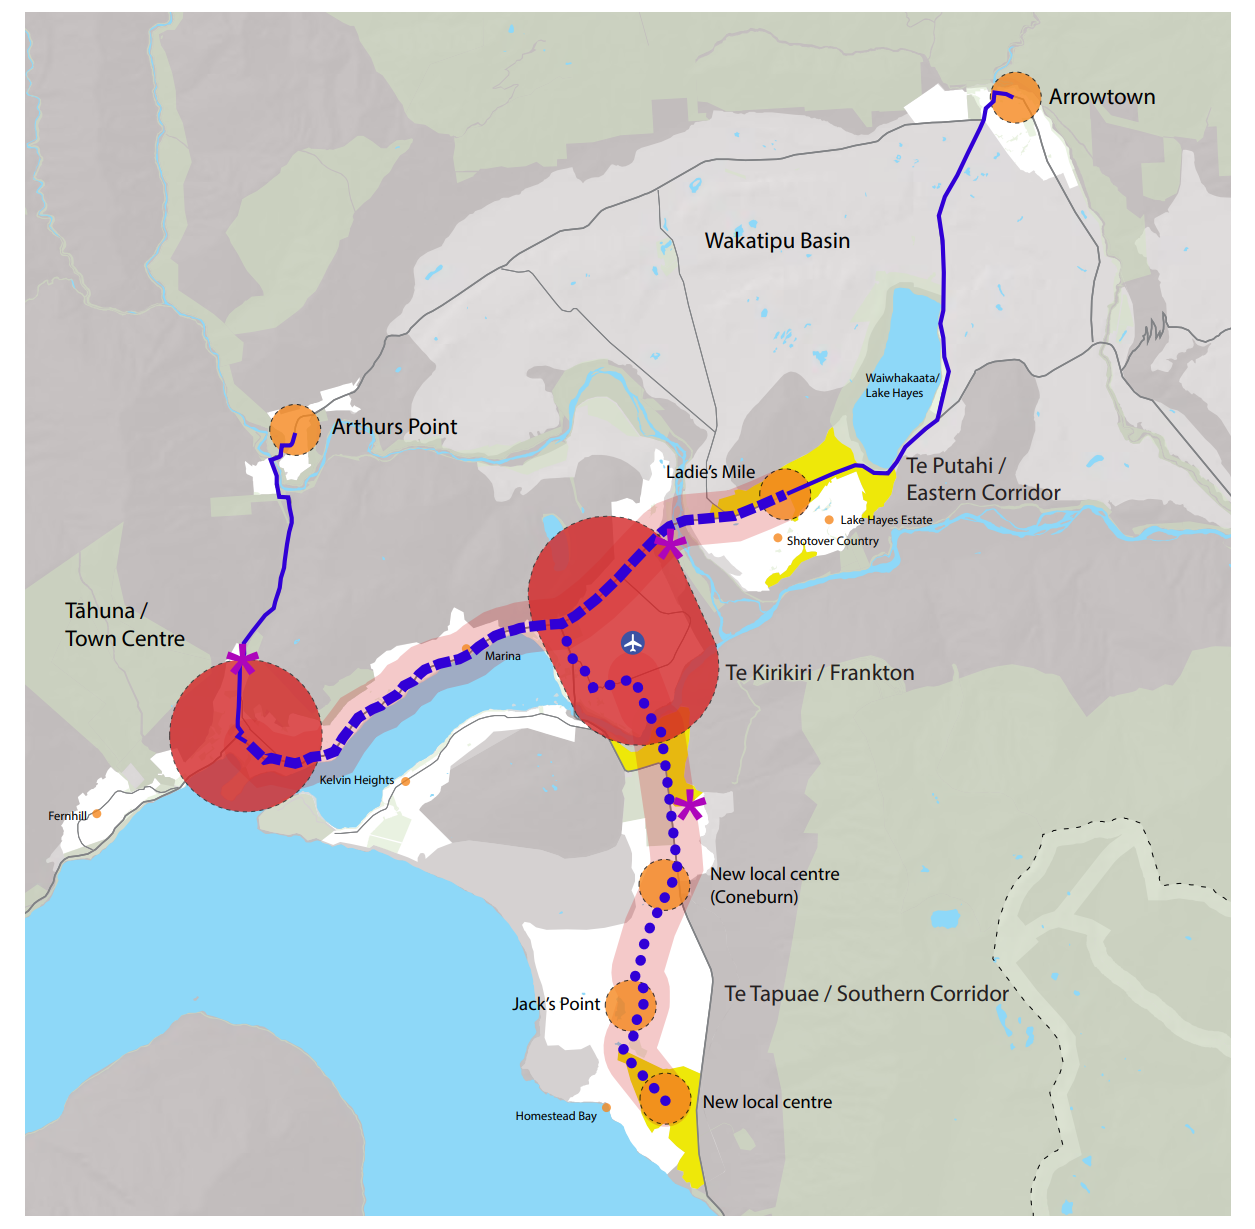 Arrowtown
Wakatipu Basin
Waiwhakaata/
Lake Hayes
Arthurs Point
Ladie's Mile
Te Putahi /
Eastern Corridor
Lake Hayes Estate
Shotover Country
Tāhuna /
Town Centre
Marina
Te Kirikiri / Frankton
Kelvin Heights
Fernhill
New local centre
(Coneburn)
Te Tapuae / Southern Corridor
Jack's Point
New local centre
Homestead Bay